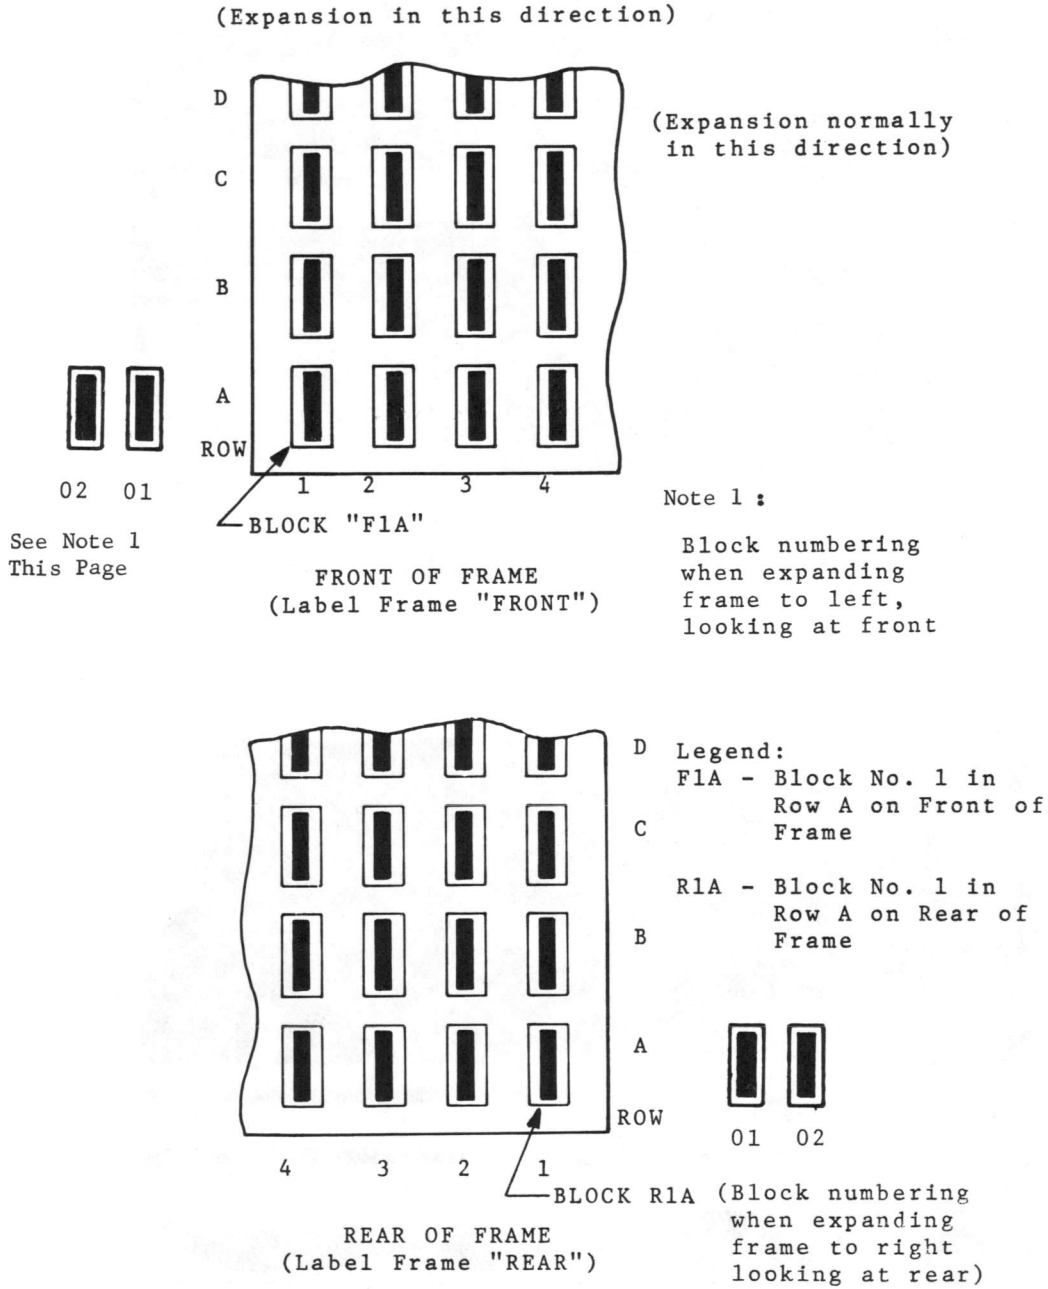 (Expansion in this direction)
D
(Expansion normally
in this direction)
C
B
A
ROW
02 01
1 2 3 4
See Note 1
This Page
BLOCK "F1A"
FRONT OF FRAME
(Label Frame "FRONT")
Note 1 :
Block numbering
when expanding
frame to left,
looking at front
D
C
B
A
ROW
Legend:
F1A - Block No. 1 in
Row A on Front of
Frame
R1A - Block No. 1 in
Row A on Rear of
Frame
01 02
4 3 2 1
BLOCK R1A
(Block numbering
when expanding
frame to right
looking at rear)
REAR OF FRAME
(Label Frame "REAR")